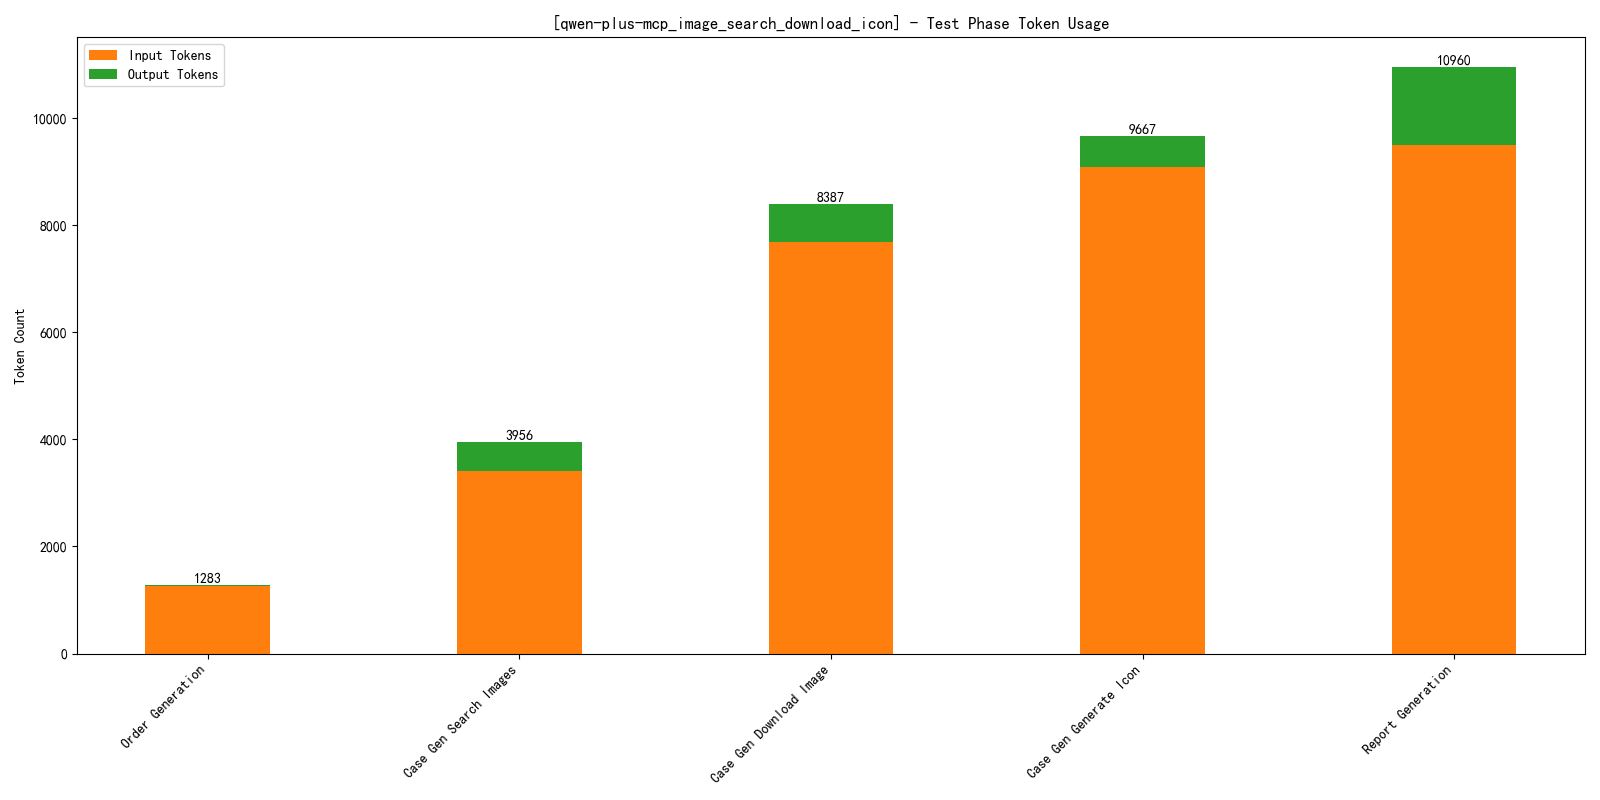 [qwen-plus-mcp_image_search_download_icon] - Test Phase Token Usage
Input Tokens
Output Tokens
Token Count
10000
8000
6000
4000
2000
0
1283
3956
8387
9667
10960
Order Generation
Case Gen Search Images
Case Gen Download Image
Case Gen Generate Icon
Report Generation